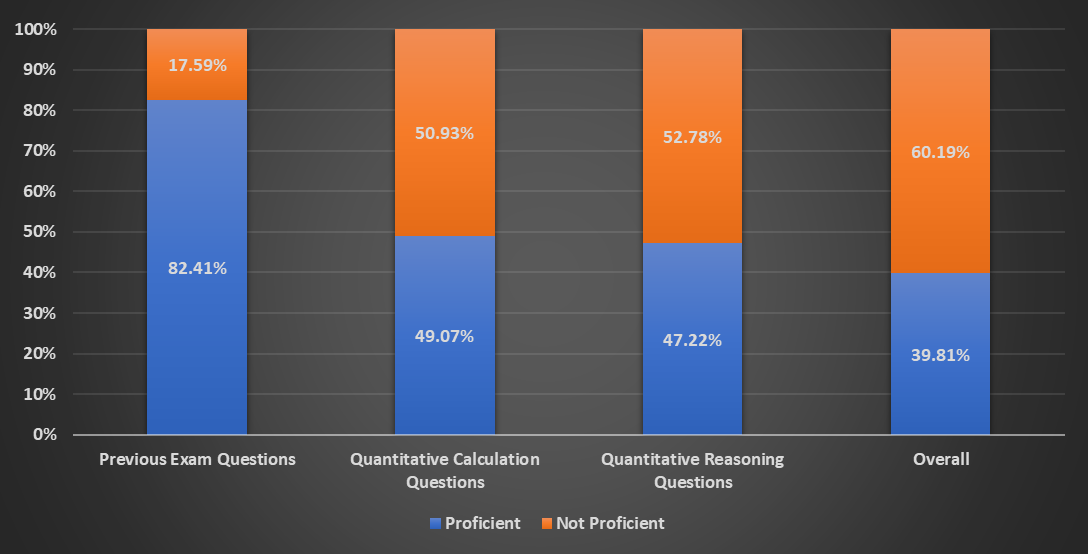 100%
90%
80%
70%
60%
50%
40%
30%
20%
10%
0%
17.59%
82.41%
50.93%
49.07%
52.78%
47.22%
60.19%
39.81%
Previous Exam Questions
Quantitative Calculation
Questions
Quantitative Reasoning
Questions
Overall
Proficient
Not Proficient